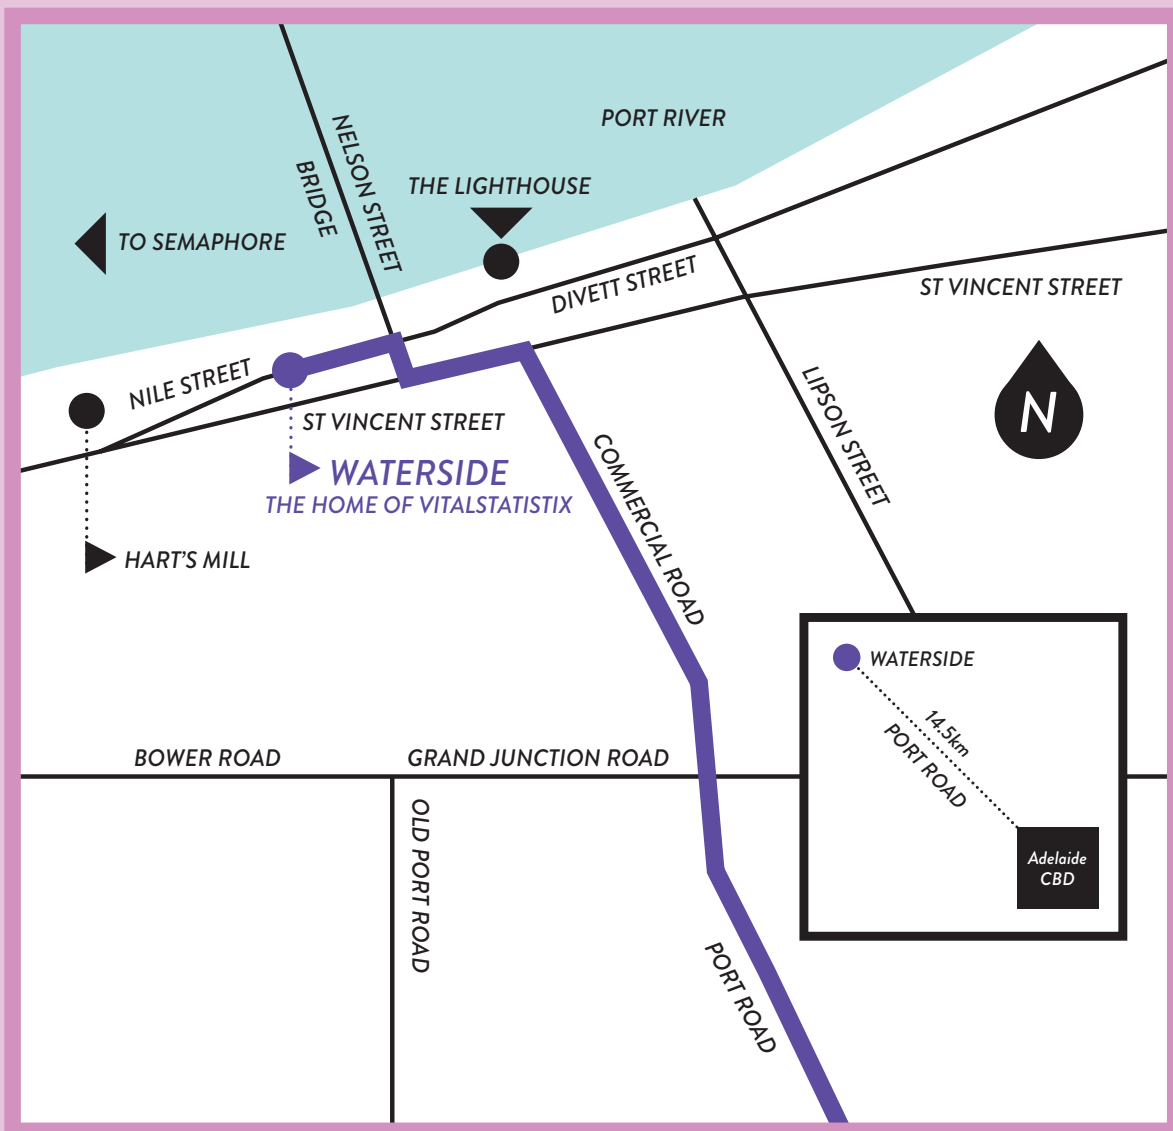 PORT RIVER
NELSON STREET
BRIDGE
THE LIGHTHOUSE
TO SEMAPHORE
DIVETT STREET
ST VINCENT STREET
NILE STREET
ST VINCENT STREET
LIPSON STREET
N
WATERSIDE
THE HOME OF VITALSTATISTIX
COMMERCIAL ROAD
HART'S MILL
WATERSIDE
14.5km
PORT ROAD
Adelaide
CBD
BOWER ROAD
GRAND JUNCTION ROAD
OLD PORT ROAD
PORT ROAD